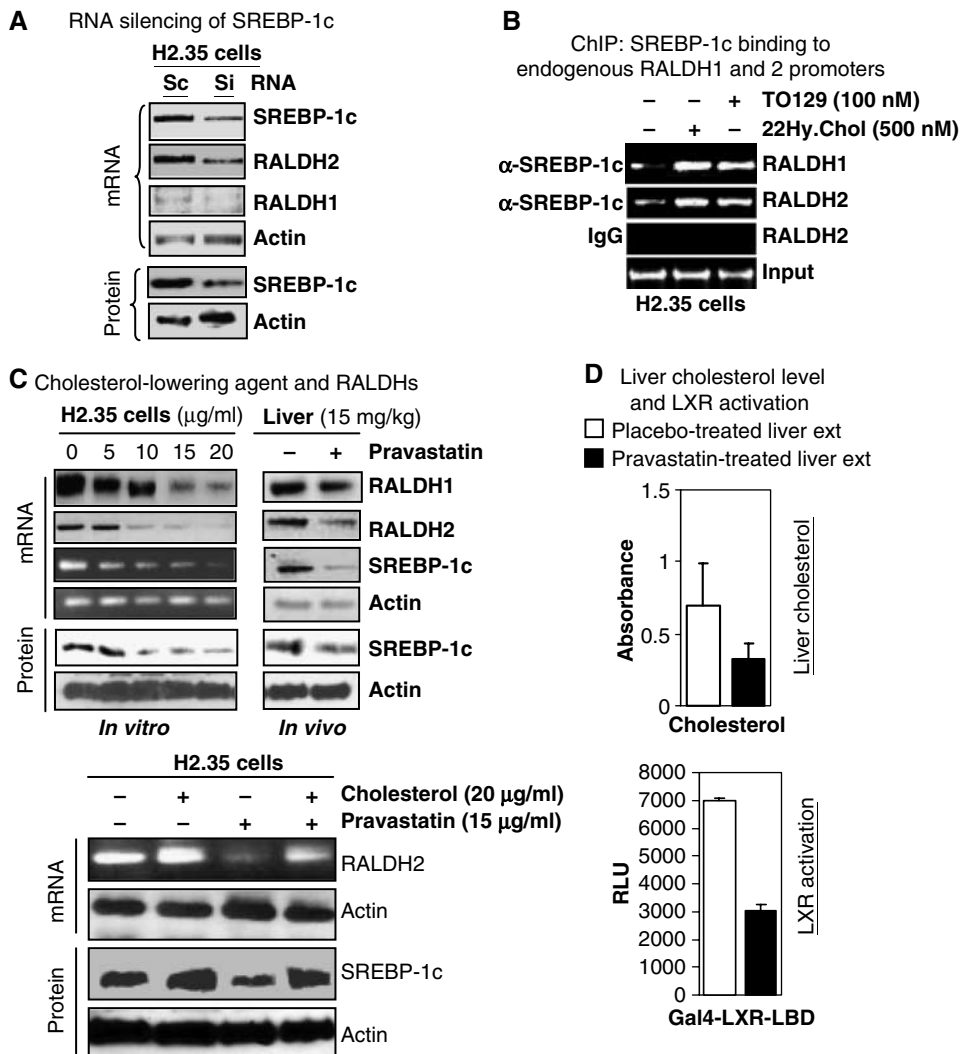 A
RNA silencing of SREBP-1c
H2.35 cells
Sc Si RNA
mRNA
SREBP-1c
RALDH2
RALDH1
Actin
Protein
SREBP-1c
Actin
B
ChIP: SREBP-1c binding to
endogenous RALDH1 and 2 promoters
– – + TO129 (100 nM)
– + – 22Hy.Chol (500 nM)
α-SREBP-1c RALDH1
α-SREBP-1c RALDH2
IgG RALDH2
Input
H2.35 cells
C Cholesterol-lowering agent and RALDHs
H2.35 cells (µg/ml) Liver (15 mg/kg)
0 5 10 15 20 – + Pravastatin
mRNA
RALDH1
RALDH2
SREBP-1c
Actin
Protein
SREBP-1c
Actin
In vitro In vivo
H2.35 cells
– + – + Cholesterol (20 µg/ml)
– – + + Pravastatin (15 µg/ml)
mRNA
RALDH2
Actin
Protein
SREBP-1c
Actin
D Liver cholesterol level
and LXR activation
Placebo-treated liver ext
Pravastatin-treated liver ext
1.5
1
0.5
0
Absorbance
Liver cholesterol
Cholesterol
8000
7000
6000
5000
4000
3000
2000
1000
0
RLU
LXR activation
Gal4-LXR-LBD